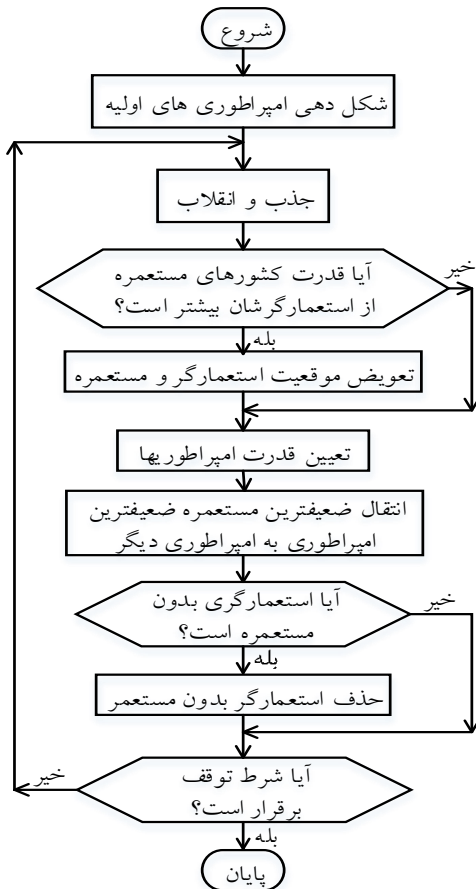 شروع
شکل دهی امپراطوری های اولیه
جذب و انقلاب
آیا قدرت کشورهای مستعمره
از استعمارگرشان بیشتر است؟
خیر
بله
تعویض موقعیت استعمارگر و مستعمره
تعیین قدرت امپراطوریها
انتقال ضعیفترین مستعمره ضعیفترین
امپراطوری به امپراطوری دیگر
آیا استعمارگری بدون
مستعمره است؟
خیر
بله
حذف استعمارگر بدون مستعمر
آیا شرط توقف
برقرار است؟
خیر
بله
پایان